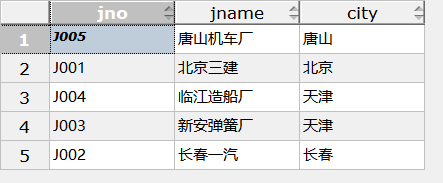 jno jname city
1 J005 唐山机车厂 唐山
2 J001 北京三建 北京
3 J004 临江造船厂 天津
4 J003 新安弹簧厂 天津
5 J002 长春一汽 长春